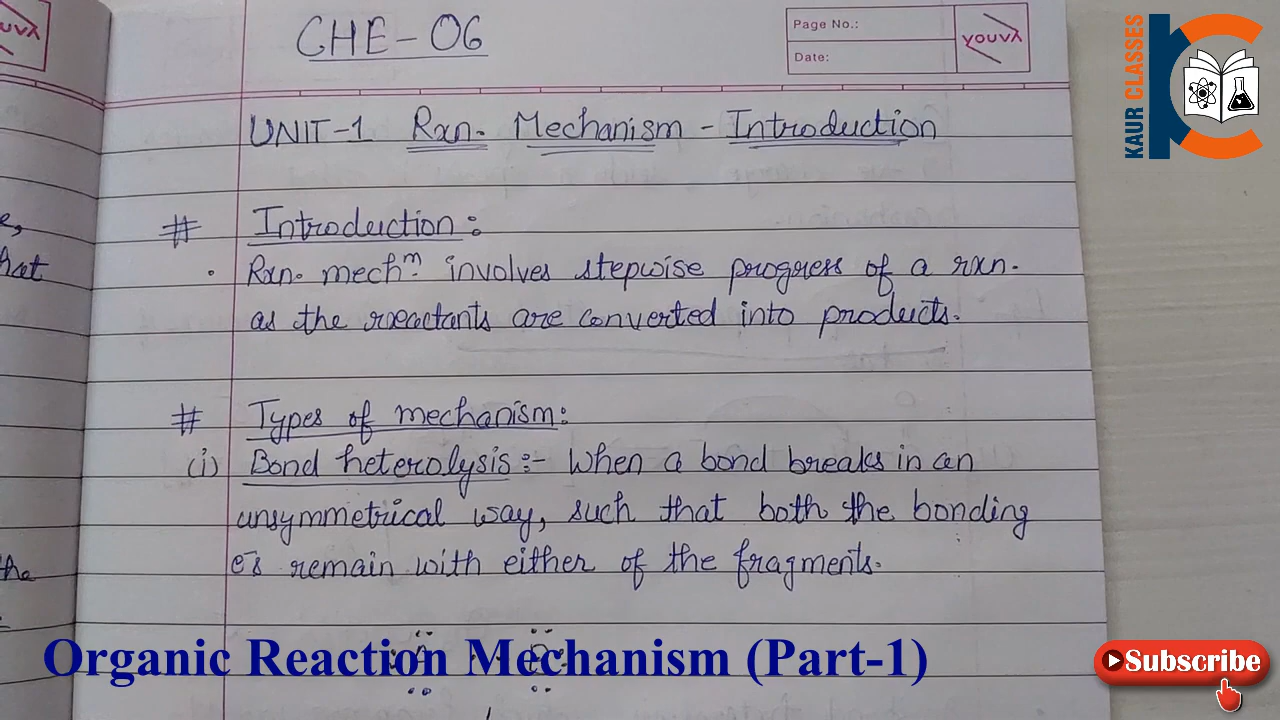 CHE-06
Page No.:
Date:
youva
KAUR CLASSES
UNIT-1 Rxn. Mechanism - Introduction
# Introduction:
e,
hat
. Rxn. mechᵐ. involves stepwise progress of a rxn.
as the reactants are converted into products.
# Types of mechanism:
(i) Bond heterolysis:- When a bond breaks in an
unsymmetrical way, such that both the bonding
e⁻s remain with either of the fragments.
the
Organic Reaction Mechanism (Part-1)
Subscribe